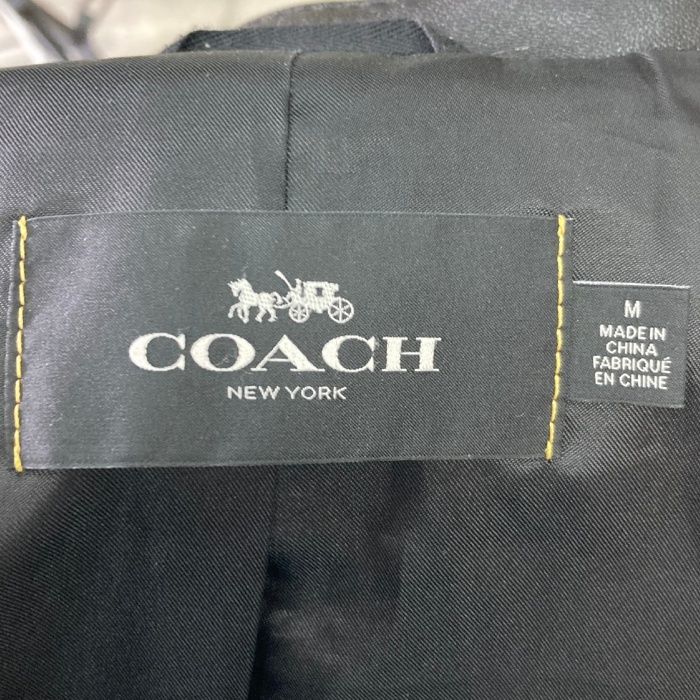 COACH
NEW YORK
M
MADE IN
CHINA
FABRIQUÉ
EN CHINE